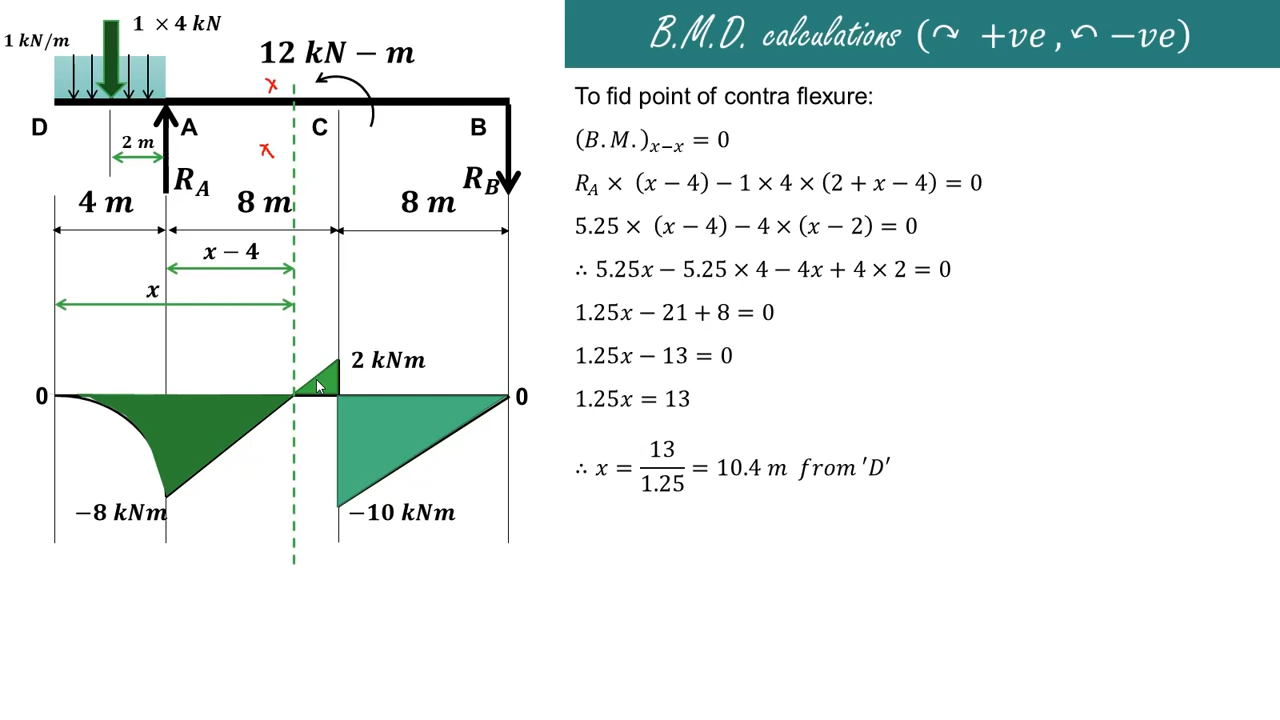 B.M.D. calculations (↷ +ve , ↶ −ve)
1 × 4 kN
1 kN/m
12 kN − m
x
D
A
C
B
2 m
x
R_A
R_B
4 m
8 m
8 m
x − 4
x
2 kNm
0
0
−8 kNm
−10 kNm
To fid point of contra flexure:
(B.M.)_{x−x} = 0
R_A × (x − 4) − 1 × 4 × (2 + x − 4) = 0
5.25 × (x − 4) − 4 × (x − 2) = 0
∴ 5.25x − 5.25 × 4 − 4x + 4 × 2 = 0
1.25x − 21 + 8 = 0
1.25x − 13 = 0
1.25x = 13
∴ x = 13/1.25 = 10.4 m from ′D′